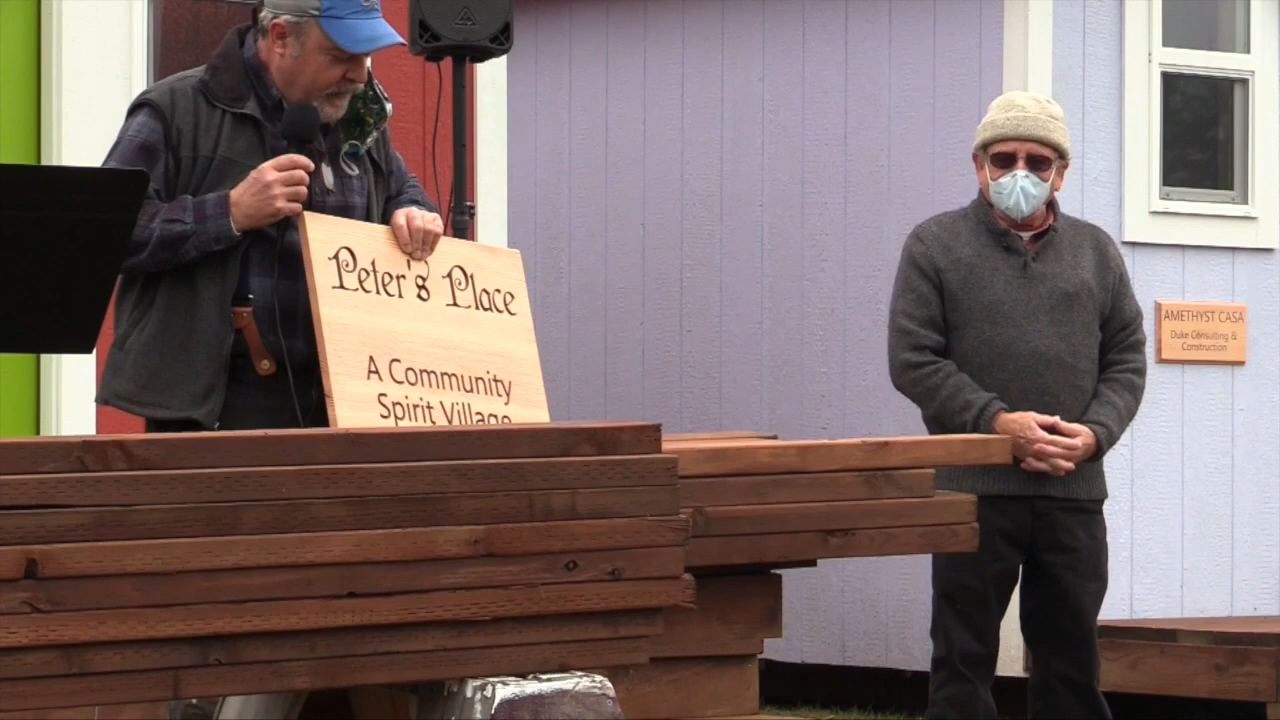 Peter's Place
A Community
Spirit Village
AMETHYST CASA
Duke Consulting &
Construction